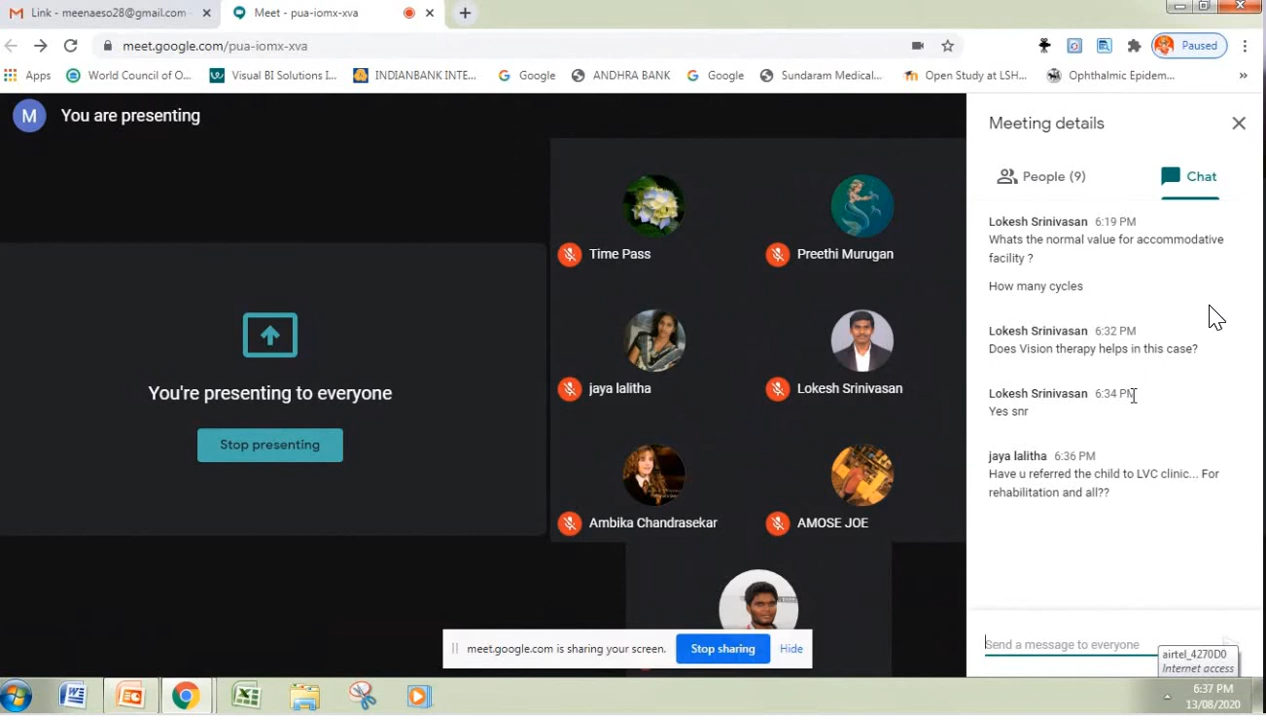 Link - meenaeso28@gmail.com
Meet - pua-iomx-xva
meet.google.com/pua-iomx-xva
Paused
Apps
World Council of O...
Visual BI Solutions I...
INDIANBANK INTE...
Google
ANDHRA BANK
Google
Sundaram Medical...
Open Study at LSH...
Ophthalmic Epidem...
M
You are presenting
You're presenting to everyone
Stop presenting
Time Pass
Preethi Murugan
jaya lalitha
Lokesh Srinivasan
Ambika Chandrasekar
AMOSE JOE
Meeting details
People (9)
Chat
Lokesh Srinivasan 6:19 PM
Whats the normal value for accommodative
facility ?
How many cycles
Lokesh Srinivasan 6:32 PM
Does Vision therapy helps in this case?
Lokesh Srinivasan 6:34 PM
Yes snr
jaya lalitha 6:36 PM
Have u referred the child to LVC clinic... For
rehabilitation and all??
Send a message to everyone
meet.google.com is sharing your screen.
Stop sharing
Hide
airtel_4270D0
Internet access
6:37 PM
13/08/2020